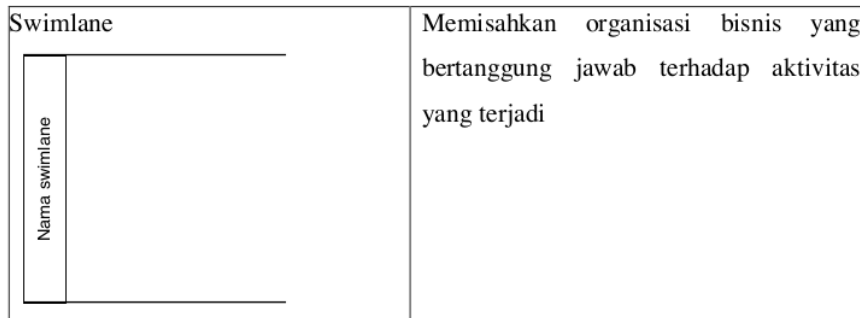 Swimlane
Nama swimlane
Memisahkan organisasi bisnis yang
bertanggung jawab terhadap aktivitas
yang terjadi